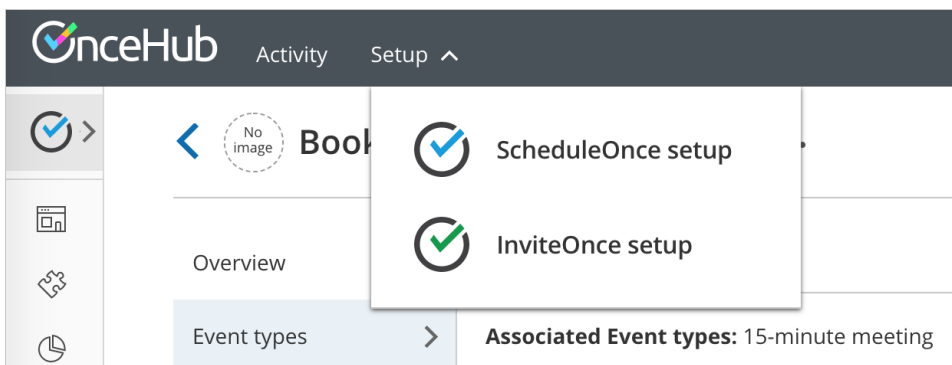 OnceHub Activity Setup
No
image
Book
ScheduleOnce setup
InviteOnce setup
Overview
Event types
Associated Event types: 15-minute meeting